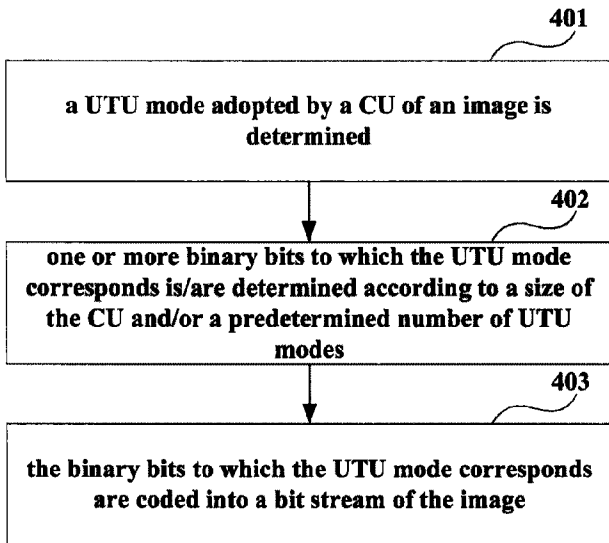 401
a UTU mode adopted by a CU of an image is
determined
402
one or more binary bits to which the UTU mode
corresponds is/are determined according to a size of
the CU and/or a predetermined number of UTU
modes
403
the binary bits to which the UTU mode corresponds
are coded into a bit stream of the image